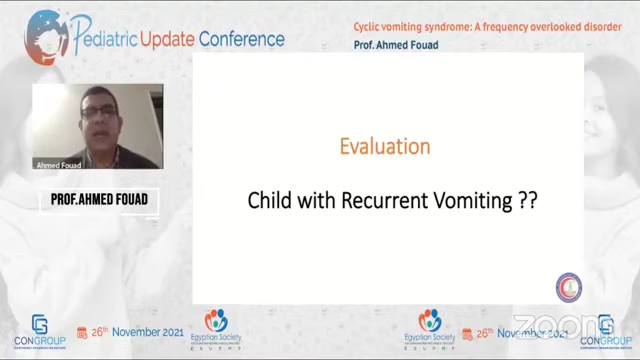 Pediatric Update Conference
Cyclic vomiting syndrome: A frequency overlooked disorder
Prof. Ahmed Fouad
Evaluation
Child with Recurrent Vomiting ??
Ahmed Fouad
PROF.AHMED FOUAD
zoom
CONGROUP
26th November 2021
Egyptian Society
Egyptian Society
26th November 2021
CONGROUP